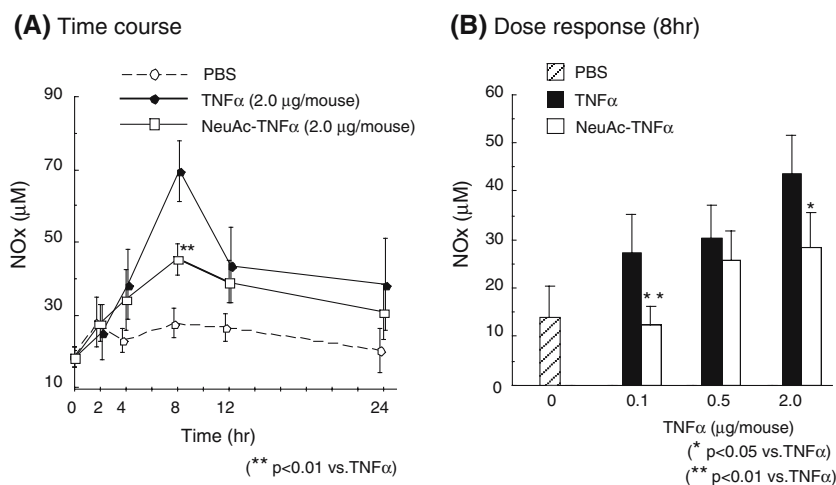 (A) Time course
PBS
TNFα (2.0 μg/mouse)
NeuAc-TNFα (2.0 μg/mouse)
NOx (μM)
90
70
50
30
10
**
0 2 4 8 12 24
Time (hr)
(** p<0.01 vs.TNFα)
(B) Dose response (8hr)
PBS
TNFα
NeuAc-TNFα
NOx (μM)
60
50
40
30
20
10
0
* *
*
0 0.1 0.5 2.0
TNFα (μg/mouse)
(* p<0.05 vs.TNFα)
(** p<0.01 vs.TNFα)